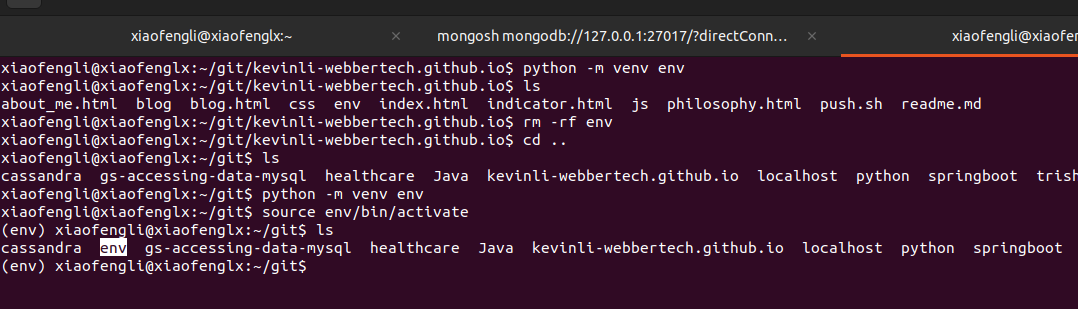 xiaofengli@xiaofenglx:~
mongosh mongodb://127.0.0.1:27017/?directConn...
xiaofengli@xiaofen
xiaofengli@xiaofenglx:~/git/kevinli-webbertech.github.io$ python -m venv env
xiaofengli@xiaofenglx:~/git/kevinli-webbertech.github.io$ ls
about_me.html  blog  blog.html  css  env  index.html  indicator.html  js  philosophy.html  push.sh  readme.md
xiaofengli@xiaofenglx:~/git/kevinli-webbertech.github.io$ rm -rf env
xiaofengli@xiaofenglx:~/git/kevinli-webbertech.github.io$ cd ..
xiaofengli@xiaofenglx:~/git$ ls
cassandra  gs-accessing-data-mysql  healthcare  Java  kevinli-webbertech.github.io  localhost  python  springboot  trish
xiaofengli@xiaofenglx:~/git$ python -m venv env
xiaofengli@xiaofenglx:~/git$ source env/bin/activate
(env) xiaofengli@xiaofenglx:~/git$ ls
cassandra  env  gs-accessing-data-mysql  healthcare  Java  kevinli-webbertech.github.io  localhost  python  springboot
(env) xiaofengli@xiaofenglx:~/git$